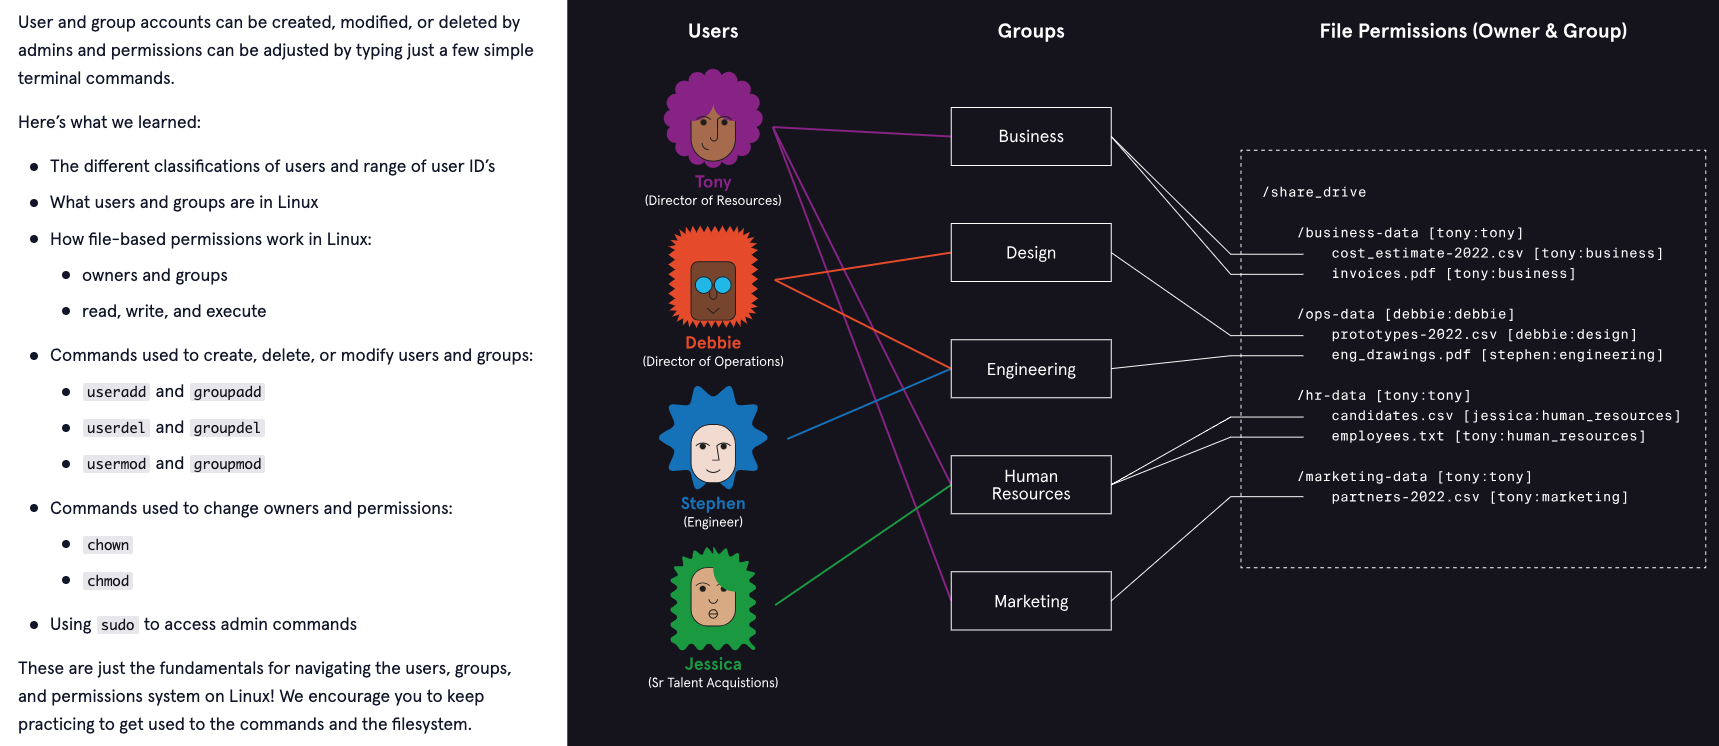 User and group accounts can be created, modified, or deleted by
admins and permissions can be adjusted by typing just a few simple
terminal commands.
Here's what we learned:
The different classifications of users and range of user ID's
What users and groups are in Linux
How file-based permissions work in Linux:
owners and groups
read, write, and execute
Commands used to create, delete, or modify users and groups:
useradd and groupadd
userdel and groupdel
usermod and groupmod
Commands used to change owners and permissions:
chown
chmod
Using sudo to access admin commands
These are just the fundamentals for navigating the users, groups,
and permissions system on Linux! We encourage you to keep
practicing to get used to the commands and the filesystem.
Users
Tony
(Director of Resources)
Debbie
(Director of Operations)
Stephen
(Engineer)
Jessica
(Sr Talent Acquistions)
Groups
Business
Design
Engineering
Human
Resources
Marketing
File Permissions (Owner & Group)
/share_drive
/business-data [tony:tony]
cost_estimate-2022.csv [tony:business]
invoices.pdf [tony:business]
/ops-data [debbie:debbie]
prototypes-2022.csv [debbie:design]
eng_drawings.pdf [stephen:engineering]
/hr-data [tony:tony]
candidates.csv [jessica:human_resources]
employees.txt [tony:human_resources]
/marketing-data [tony:tony]
partners-2022.csv [tony:marketing]